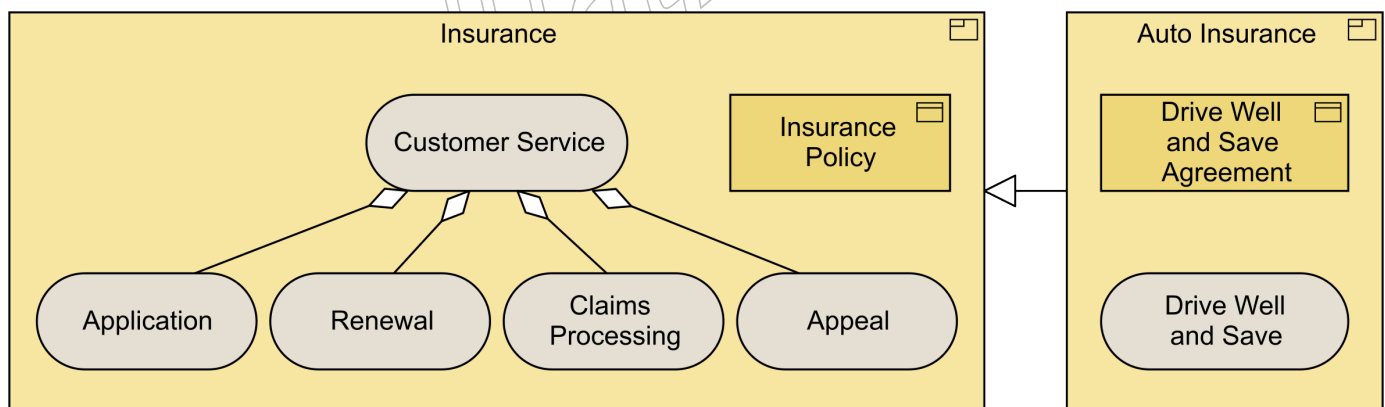 Insurance
Auto Insurance
Customer Service
Insurance
Policy
Drive Well
and Save
Agreement
Application
Renewal
Claims
Processing
Appeal
Drive Well
and Save